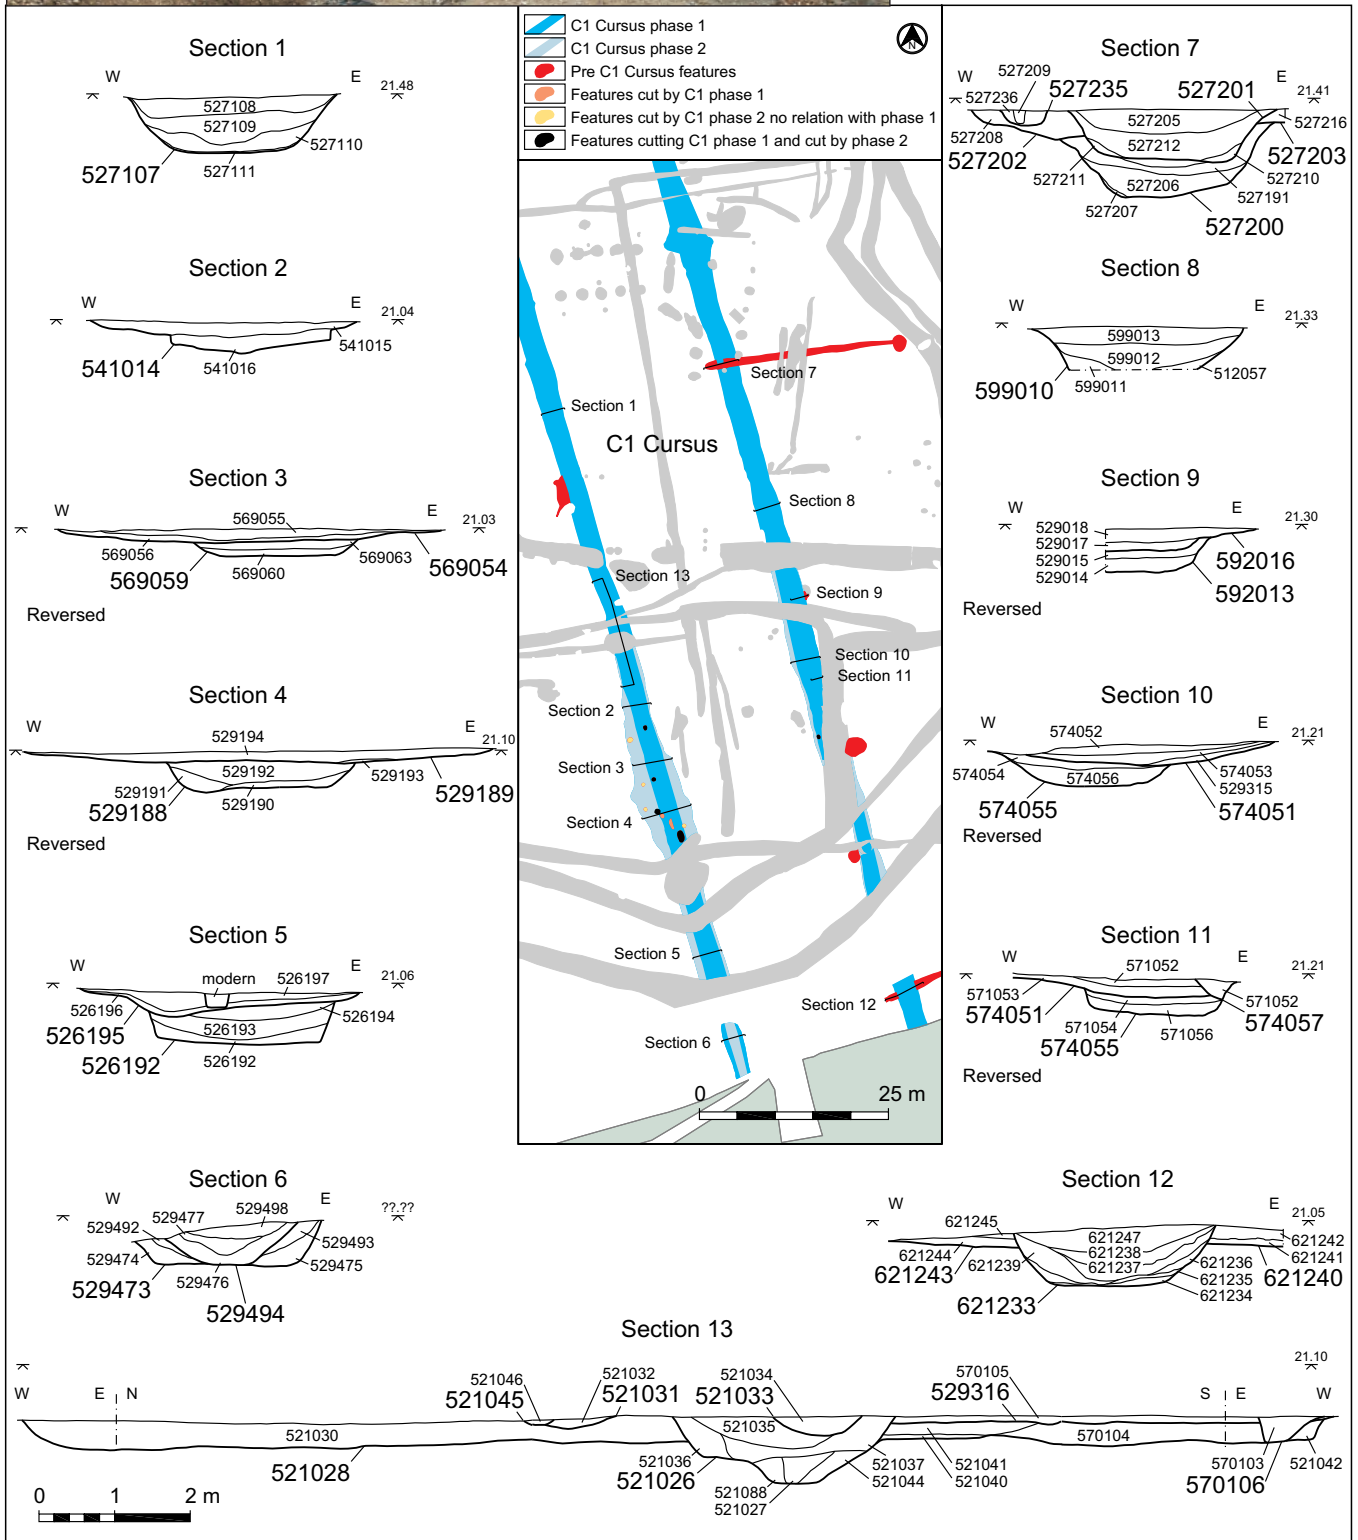 C1 Cursus phase 1
C1 Cursus phase 2
Pre C1 Cursus features
Features cut by C1 phase 1
Features cut by C1 phase 2 no relation with phase 1
Features cutting C1 phase 1 and cut by phase 2
N
Section 1
W E 21.48
527108
527109
527110
527107
527111
Section 2
W E 21.04
541015
541014
541016
Section 3
W E 21.03
569055
569056
569063
569059
569054
569060
Reversed
Section 4
W E 21.10
529194
529192
529193
529191
529190
529188
529189
Reversed
Section 5
W E 21.06
modern
526197
526196
526194
526193
526195
526192
526192
Section 6
W E ??.??
529477
529498
529492
529493
529474
529475
529476
529473
529494
Section 7
Section 1
C1 Cursus
Section 8
Section 13
Section 9
Section 10
Section 11
Section 2
Section 3
Section 4
Section 5
Section 12
Section 6
0 25 m
Section 7
W E 21.41
527209
527236
527235
527201
527205
527216
527208
527212
527202
527203
527211
527210
527206
527191
527207
527200
Section 8
W E 21.33
599013
599012
599010
599011
512057
Section 9
W E 21.30
529018
529017
529015
529014
592016
592013
Reversed
Section 10
W E 21.21
574052
574054
574056
574053
529315
574055
574051
Reversed
Section 11
W E 21.21
571052
571053
571052
574051
574057
571054
571056
574055
Reversed
Section 12
W E 21.05
621245
621247
621242
621244
621238
621241
621243
621239
621237
621236
621240
621235
621233
621234
Section 13
21.10
W E N S E W
521046
521032
521034
570105
521045
521031
521033
529316
521030
521035
570104
521028
521036
521037
521041
570103
521042
521026
521044
521040
570106
521088
521027
0 1 2 m